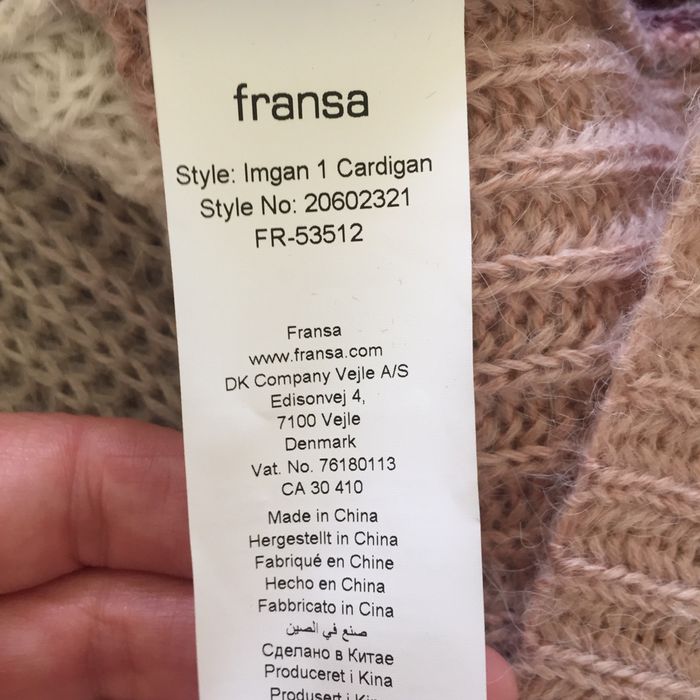 fransa
Style: Imgan 1 Cardigan
Style No: 20602321
FR-53512
Fransa
www.fransa.com
DK Company Vejle A/S
Edisonvej 4,
7100 Vejle
Denmark
Vat. No. 76180113
CA 30 410
Made in China
Hergestellt in China
Fabriqué en Chine
Hecho en China
Fabbricato in Cina
صنع في الصين
Сделано в Китае
Produceret i Kina
Produsert i Kina